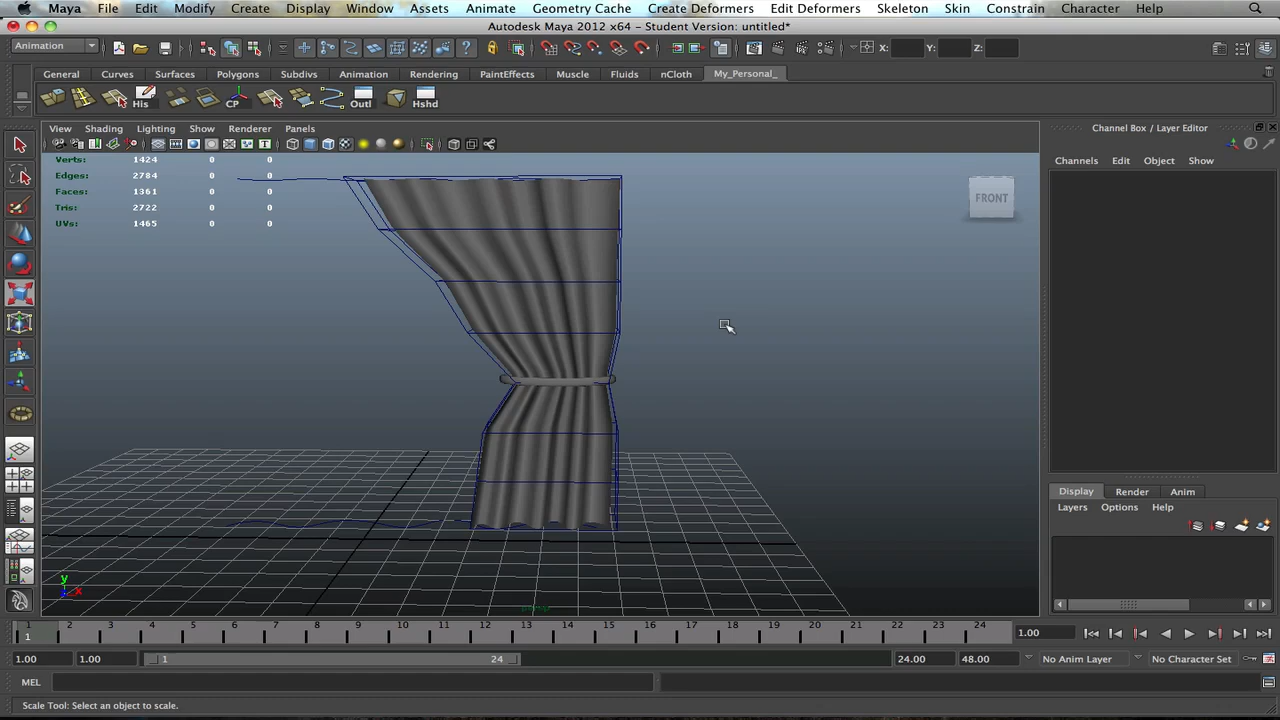 Maya File Edit Modify Create Display Window Assets Animate Geometry Cache Create Deformers Edit Deformers Skeleton Skin Constrain Character Help
Autodesk Maya 2012 x64 - Student Version: untitled*
Animation X: Y: Z:
General Curves Surfaces Polygons Subdivs Animation Rendering PaintEffects Muscle Fluids nCloth My_Personal_
His CP Outl Hshd
View Shading Lighting Show Renderer Panels
Channel Box / Layer Editor
Channels Edit Object Show
Verts: 1424 0 0
Edges: 2784 0 0
Faces: 1361 0 0
Tris: 2722 0 0
UVs: 1465 0 0
FRONT
Display Render Anim
Layers Options Help
y x
1 2 3 4 5 6 7 8 9 10 11 12 13 14 15 16 17 18 19 20 21 22 23 24
1 1.00
1.00 1.00 1 24 24.00 48.00 No Anim Layer No Character Set
MEL
Scale Tool: Select an object to scale.